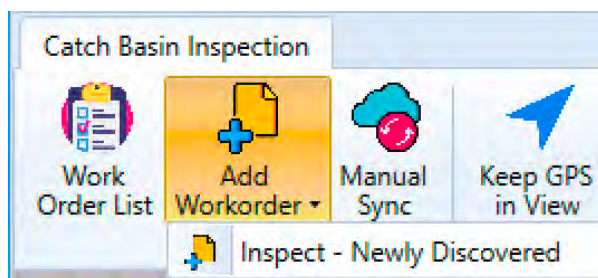 Catch Basin Inspection
Work Order List
Add Workorder
Manual Sync
Keep GPS in View
Inspect - Newly Discovered